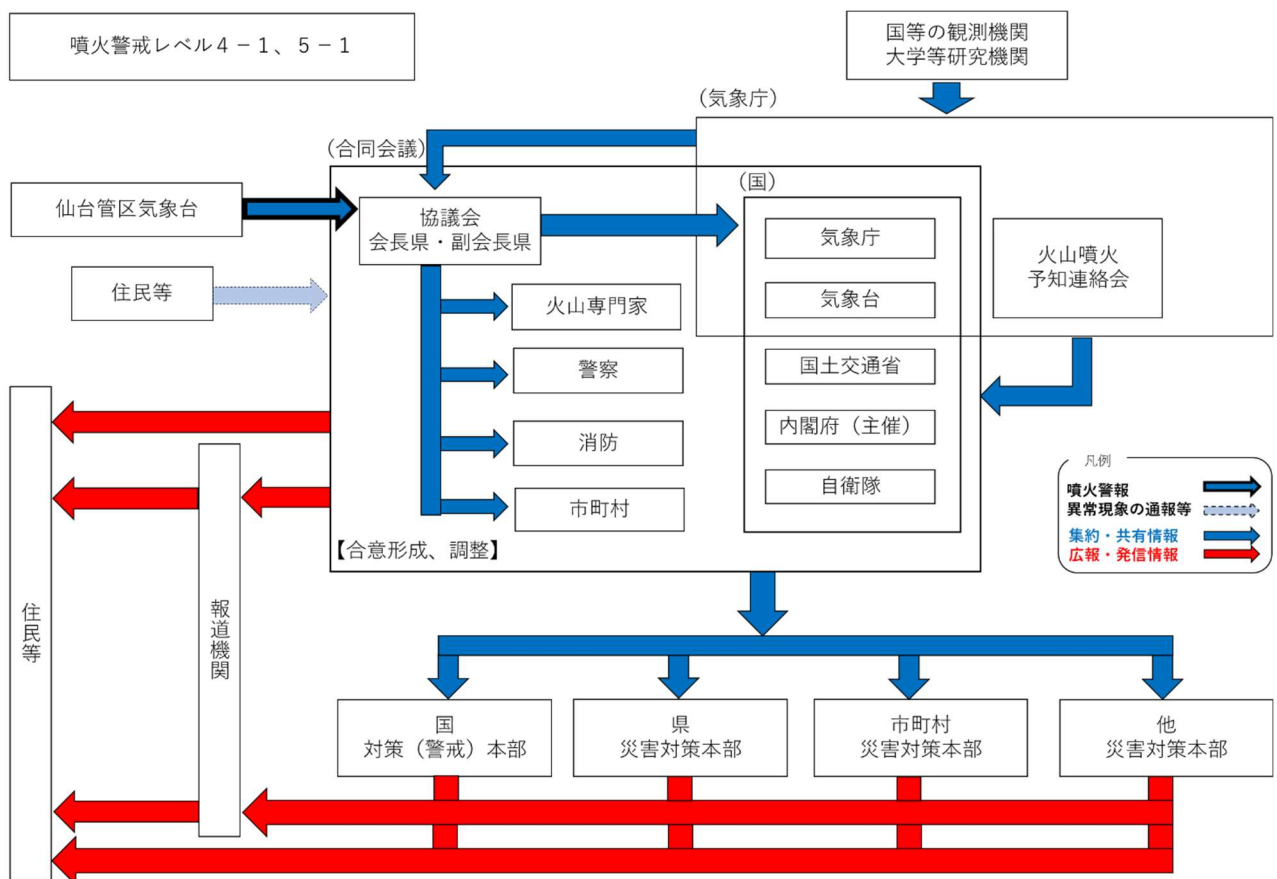 噴火警戒レベル4-1、5-1
国等の観測機関
大学等研究機関
(気象庁)
(合同会議)
(国)
仙台管区気象台
協議会
会長県・副会長県
気象庁
火山噴火
予知連絡会
住民等
火山専門家
気象台
警察
国土交通省
消防
内閣府(主催)
市町村
自衛隊
【合意形成、調整】
凡例
噴火警報
異常現象の通報等
集約・共有情報
広報・発信情報
住民等
報道機関
国
対策(警戒)本部
県
災害対策本部
市町村
災害対策本部
他
災害対策本部